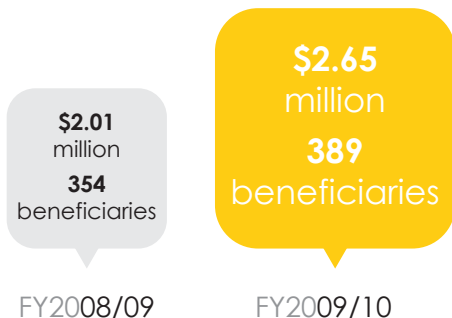 $2.01
million
354
beneficiaries
FY2008/09
$2.65
million
389
beneficiaries
FY2009/10